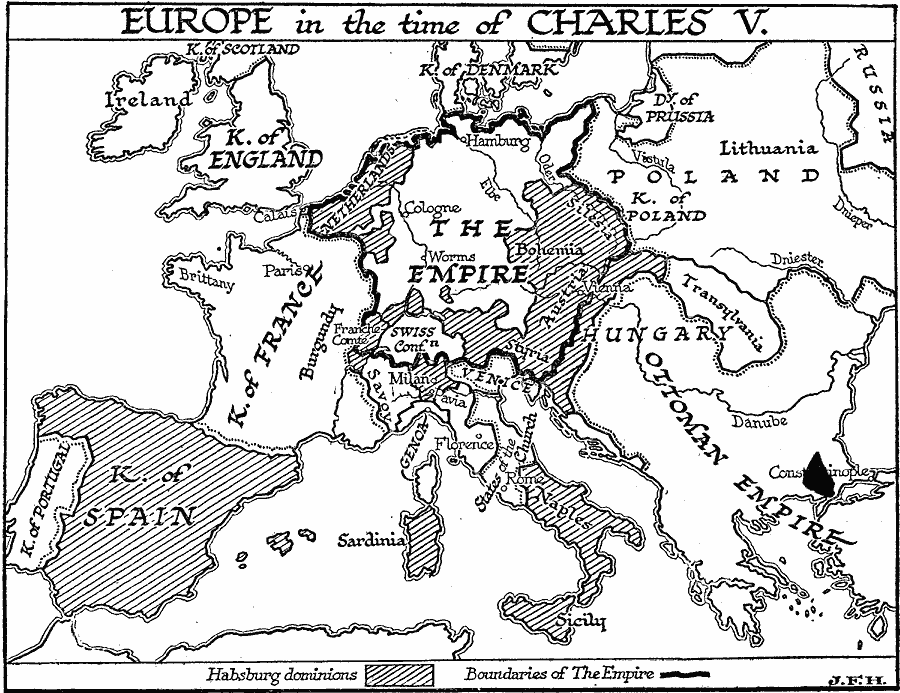 EUROPE in the time of CHARLES V.
K. of SCOTLAND
K. of DENMARK
RUSSIA
Ireland
Dy. of
PRUSSIA
K. of
ENGLAND
Hamburg
NETHERLANDS
Vistula
Lithuania
POLAND
Oder
Elbe
Silesia
K. of
POLAND
Dnieper
Calais
Cologne
THE
EMPIRE
Worms
Bohemia
Brittany
Paris
Dniester
Austria
Vienna
Transylvania
K. of FRANCE
Burgundy
Franche
Comté
SWISS
Confn
HUNGARY
Styria
Savoy
Milan
VENICE
Pavia
OTTOMAN
EMPIRE
Danube
GENOA
Florence
States of the
Church
Rome
K. of PORTUGAL
K. of
SPAIN
Naples
Sardinia
Sicily
Habsburg dominions
Boundaries of The Empire
J.F.H.